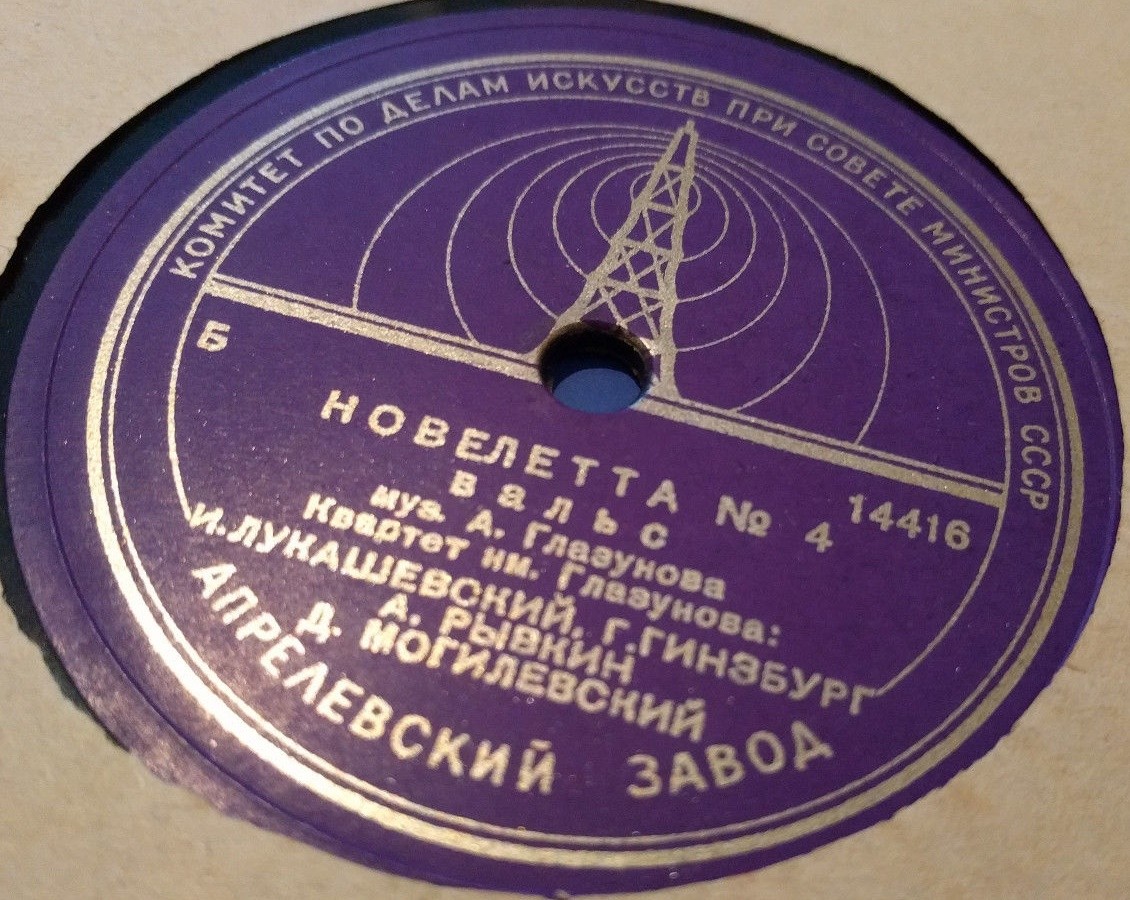 КОМИТЕТ ПО ДЕЛАМ ИСКУССТВ ПРИ СОВЕТЕ МИНИСТРОВ СССР
Б
14416
НОВЕЛЕТТА № 4
вальс
муз. А. Глазунова
Квартет им. Глазунова:
И.ЛУКАШЕВСКИЙ, Г.ГИНЗБУРГ
А. РЫВКИН
Д. МОГИЛЕВСКИЙ
АПРЕЛЕВСКИЙ ЗАВОД